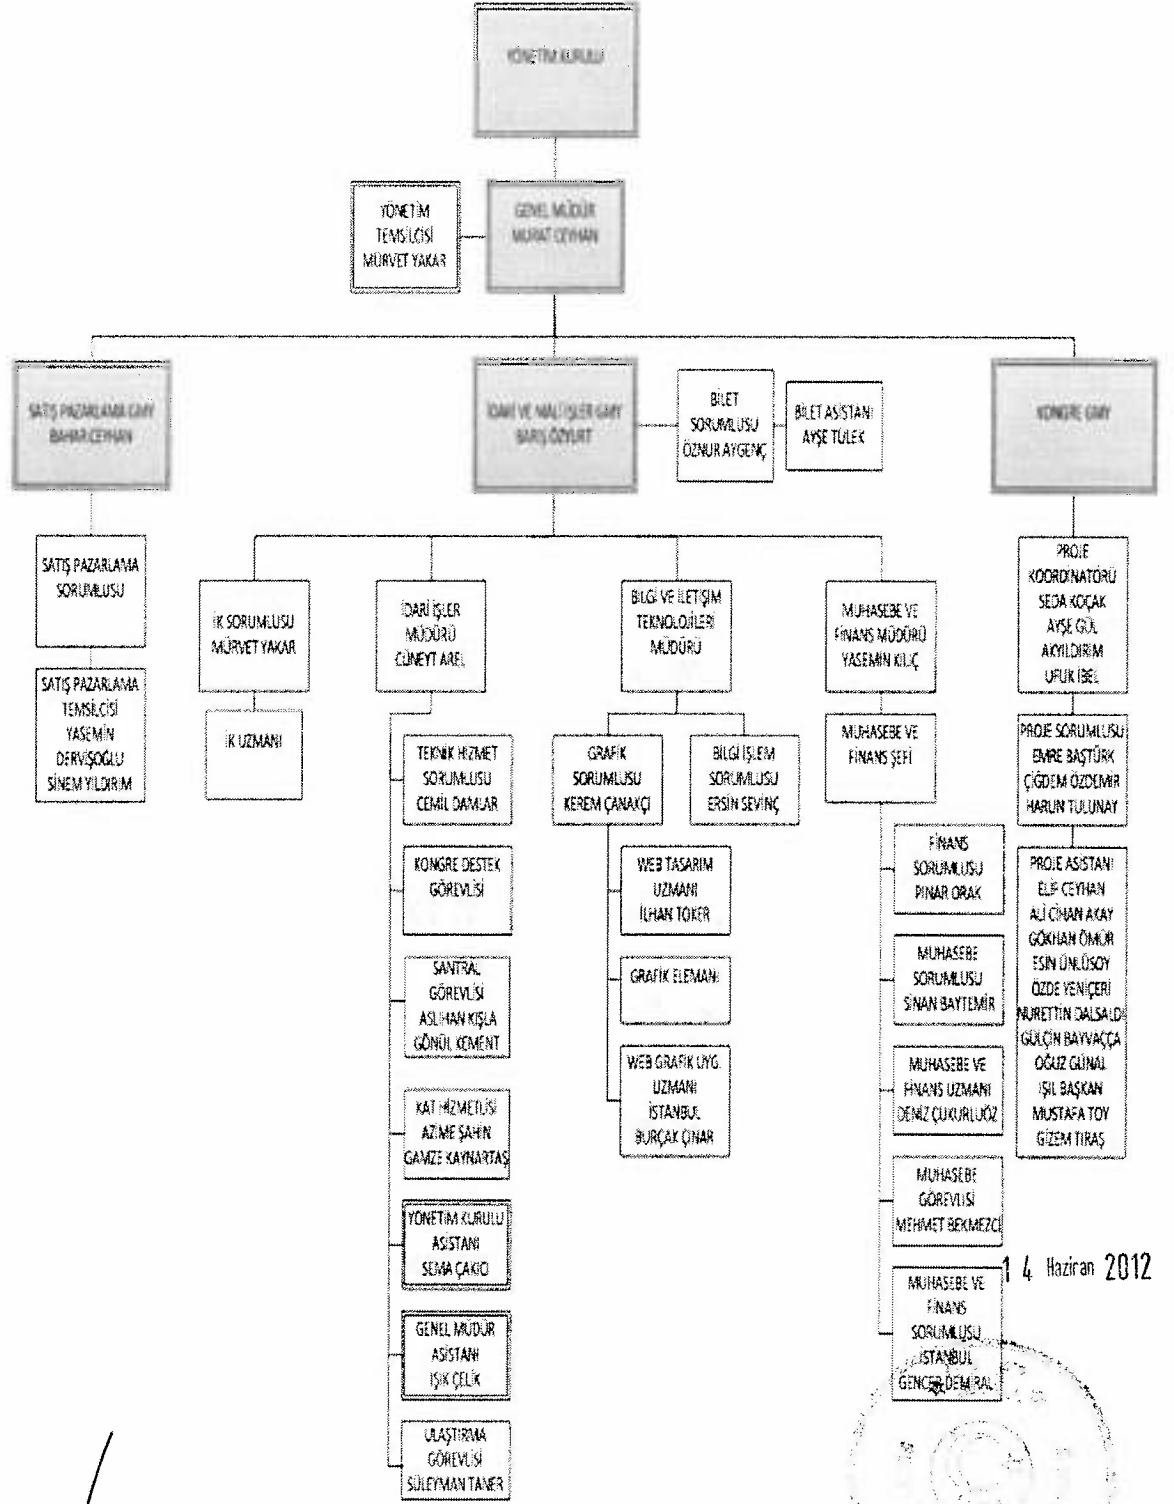 YÖNETİM KURULU
YÖNETİM
TEMSİLCİSİ
MÜRVET YAKAR
GENEL MÜDÜR
MURAT CEYHAN
SATIŞ PAZARLAMA GMY
BAHAR CEYHAN
İDARİ VE MALİ İŞLER GMY
BARIŞ ÖZYURT
BİLET
SORUMLUSU
ÖZNUR AYGENÇ
BİLET ASİSTANI
AYŞE TÜLEK
KONGRE GMY
SATIŞ PAZARLAMA
SORUMLUSU
SATIŞ PAZARLAMA
TEMSİLCİSİ
YASEMİN
DERVİŞOĞLU
SİNEM YILDIRIM
İK SORUMLUSU
MÜRVET YAKAR
İK UZMANI
İDARİ İŞLER
MÜDÜRÜ
CÜNEYT AREL
TEKNİK HİZMET
SORUMLUSU
CEMİL DAMLAR
KONGRE DESTEK
GÖREVLİSİ
SANTRAL
GÖREVLİSİ
ASLIHAN KIŞLA
GÖNÜL KEMENT
KAT HİZMETLİSİ
AZİME ŞAHİN
GAMZE KAYNARTAŞ
YÖNETİM KURULU
ASİSTANI
SEMA ÇAKICI
GENEL MÜDÜR
ASİSTANI
IŞIK ÇELİK
ULAŞTIRMA
GÖREVLİSİ
SÜLEYMAN TANER
BİLGİ VE İLETİŞİM
TEKNOLOJİLERİ
MÜDÜRÜ
GRAFİK
SORUMLUSU
KEREM ÇANAKÇI
BİLGİ İŞLEM
SORUMLUSU
ERSİN SEVİNÇ
WEB TASARIM
UZMANI
İLHAN TOKER
GRAFİK ELEMANI
WEB GRAFİK UYG.
UZMANI
İSTANBUL
BURÇAK ÇINAR
MUHASEBE VE
FİNANS MÜDÜRÜ
YASEMİN KILIÇ
MUHASEBE VE
FİNANS ŞEFİ
FİNANS
SORUMLUSU
PINAR ORAK
MUHASEBE
SORUMLUSU
SİNAN BAYTEMİR
MUHASEBE VE
FİNANS UZMANI
DENİZ ÇUKURLUÖZ
MUHASEBE
GÖREVLİSİ
MEHMET BEKMEZCİ
MUHASEBE VE
FİNANS
SORUMLUSU
İSTANBUL
GENCER DEMİRAL
PROJE
KOORDİNATÖRÜ
SEDA KOÇAK
AYŞE GÜL
AKYILDIRIM
UFUK İBEL
PROJE SORUMLUSU
EMRE BAŞTÜRK
ÇİĞDEM ÖZDEMİR
HARUN TULUNAY
PROJE ASİSTANI
ELİF CEYHAN
ALİ CİHAN AKAY
GÖKHAN ÖMÜR
ESİN ÜNLÜSOY
ÖZDE YENİÇERİ
NURETTİN DALSALDI
GÜLÇİN BAYVAÇÇA
OĞUZ GÜNAL
IŞIL BAŞKAN
MUSTAFA TOY
GİZEM TIRAŞ
14 Haziran 2012